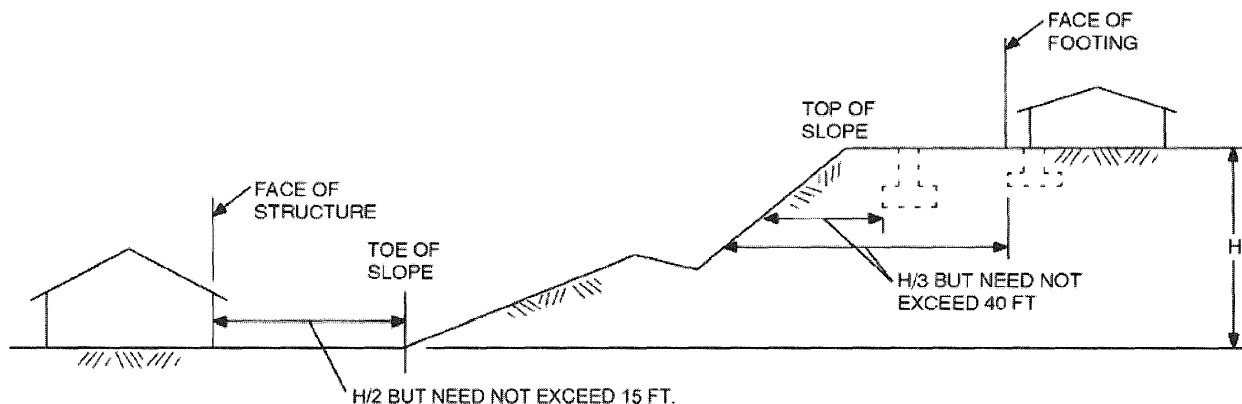 FACE OF
FOOTING
TOP OF
SLOPE
FACE OF
STRUCTURE
TOE OF
SLOPE
H
H/3 BUT NEED NOT
EXCEED 40 FT
H/2 BUT NEED NOT EXCEED 15 FT.